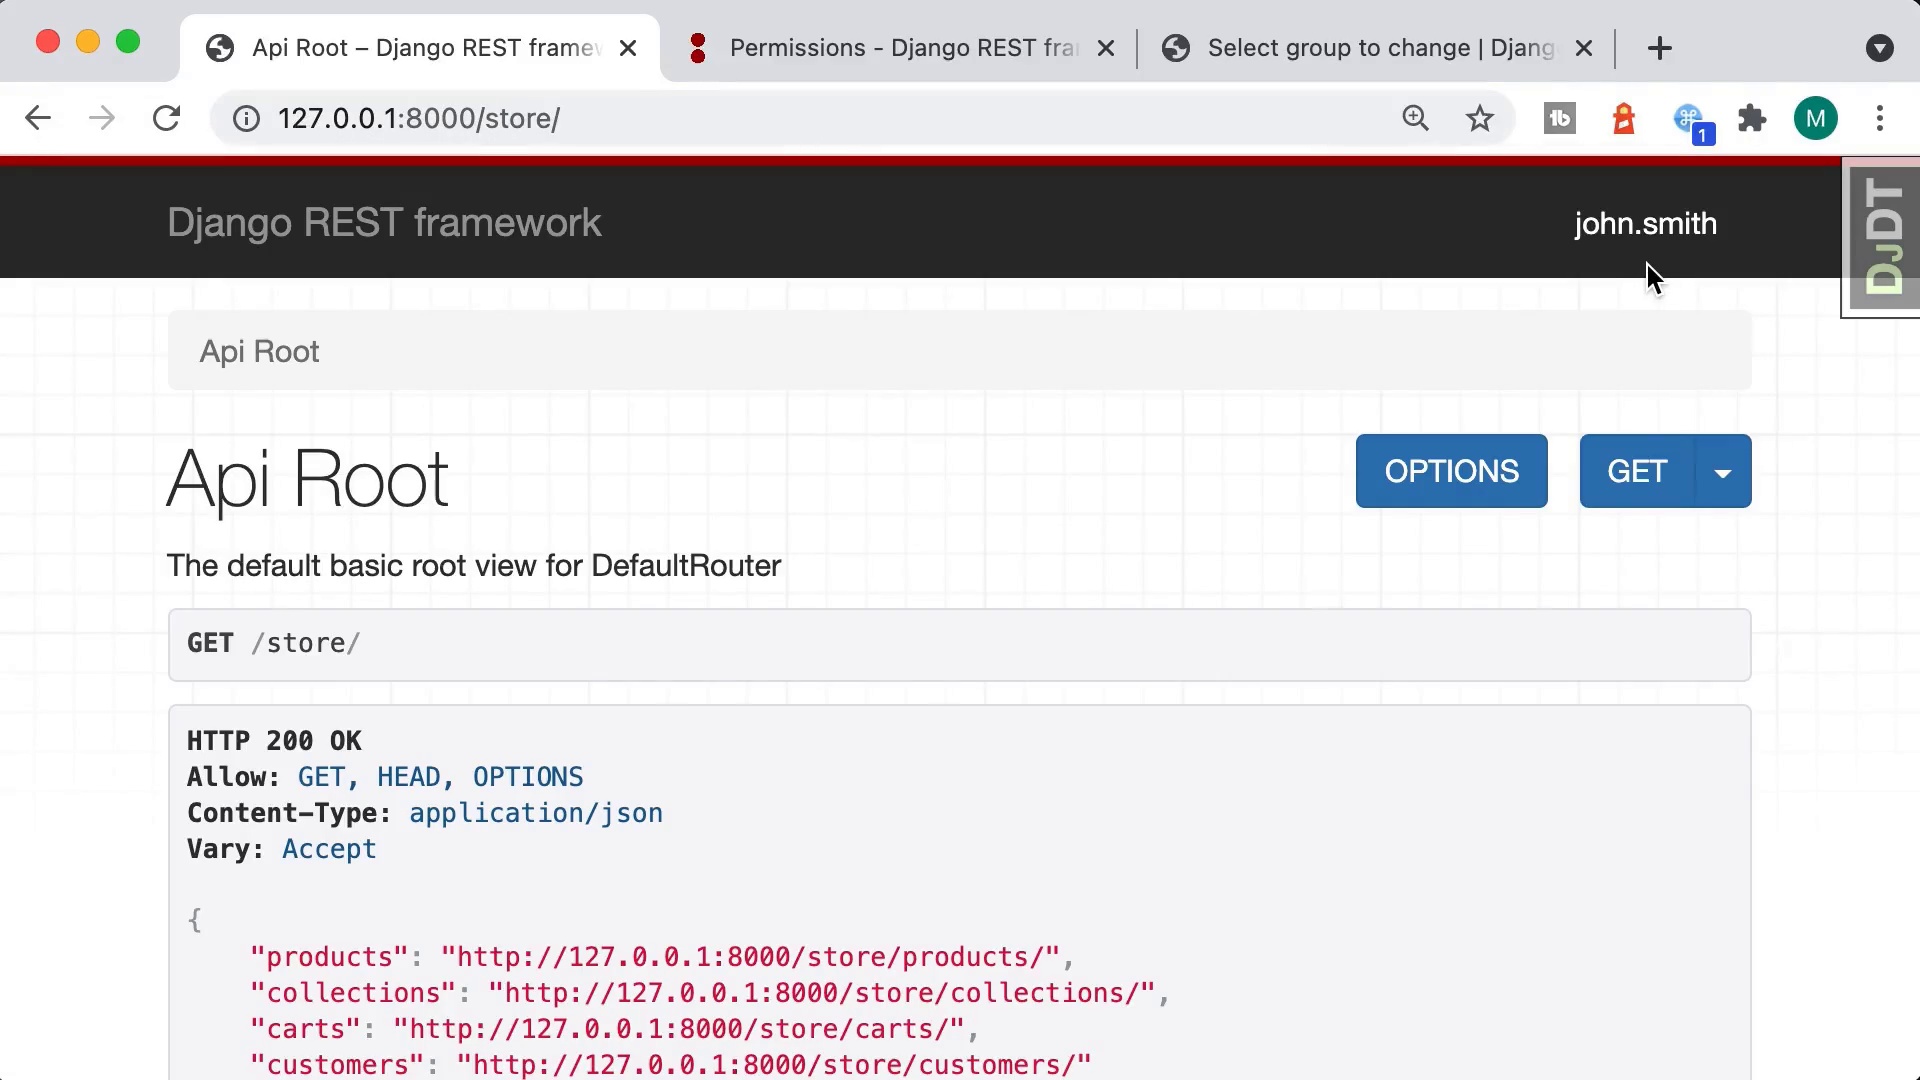 Api Root – Django REST framew
Permissions - Django REST fra
Select group to change | Djang
127.0.0.1:8000/store/
1
M
Django REST framework
john.smith
DJDT
Api Root
Api Root
OPTIONS
GET
The default basic root view for DefaultRouter
GET /store/
HTTP 200 OK
Allow: GET, HEAD, OPTIONS
Content-Type: application/json
Vary: Accept
{
"products": "http://127.0.0.1:8000/store/products/",
"collections": "http://127.0.0.1:8000/store/collections/",
"carts": "http://127.0.0.1:8000/store/carts/",
"customers": "http://127.0.0.1:8000/store/customers/"